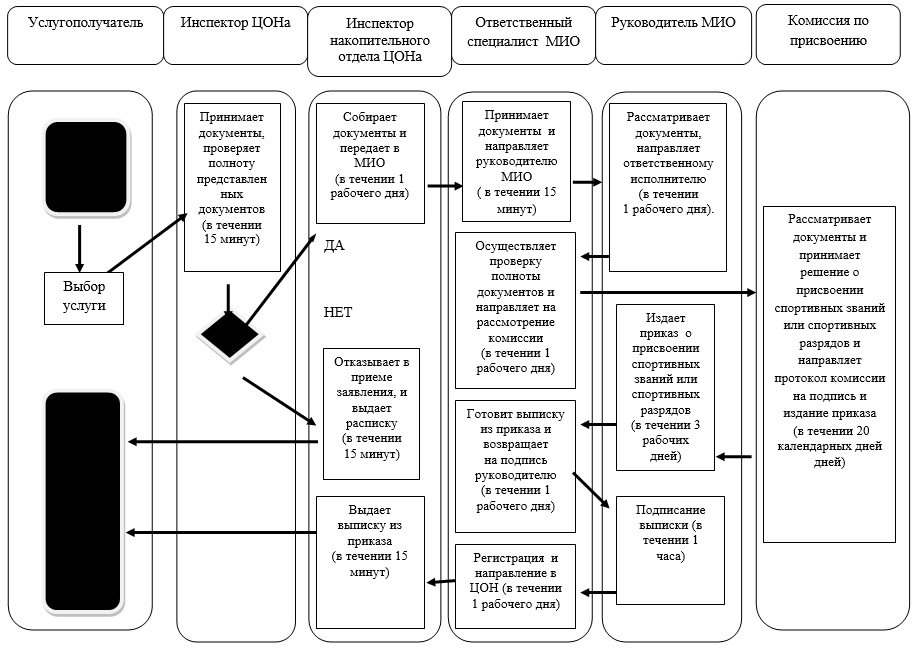 Услугополучатель
Инспектор ЦОНа
Инспектор
накопительного
отдела ЦОНа
Ответственный
специалист МИО
Руководитель МИО
Комиссия по
присвоению
Выбор
услуги
Принимает
документы,
проверяет
полноту
представлен
ных
документов
(в течении
15 минут)
Собирает
документы и
передает в
МИО
(в течении 1
рабочего дня)
ДА
НЕТ
Отказывает в
приеме
заявления, и
выдает
расписку
(в течении
15 минут)
Выдает
выписку из
приказа
(в течении 15
минут)
Принимает
документы и
направляет
руководителю
МИО
( в течении 15
минут)
Осуществляет
проверку
полноты
документов и
направляет на
рассмотрение
комиссии
(в течении 1
рабочего дня)
Готовит выписку
из приказа и
возвращает
на подпись
руководителю
(в течении 1
рабочего дня)
Регистрация и
направление в
ЦОН (в течении
1 рабочего дня)
Рассматривает
документы,
направляет
ответственному
исполнителю
(в течении
1 рабочего дня).
Издает
приказ о
присвоении
спортивных
званий или
спортивных
разрядов
(в течении 3
рабочих
дней)
Подписание
выписки (в
течении 1
часа)
Рассматривает
документы и
принимает
решение о
присвоении
спортивных званий
или спортивных
разрядов и
направляет
протокол комиссии
на подпись и
издание приказа
(в течении 20
календарных дней
дней)